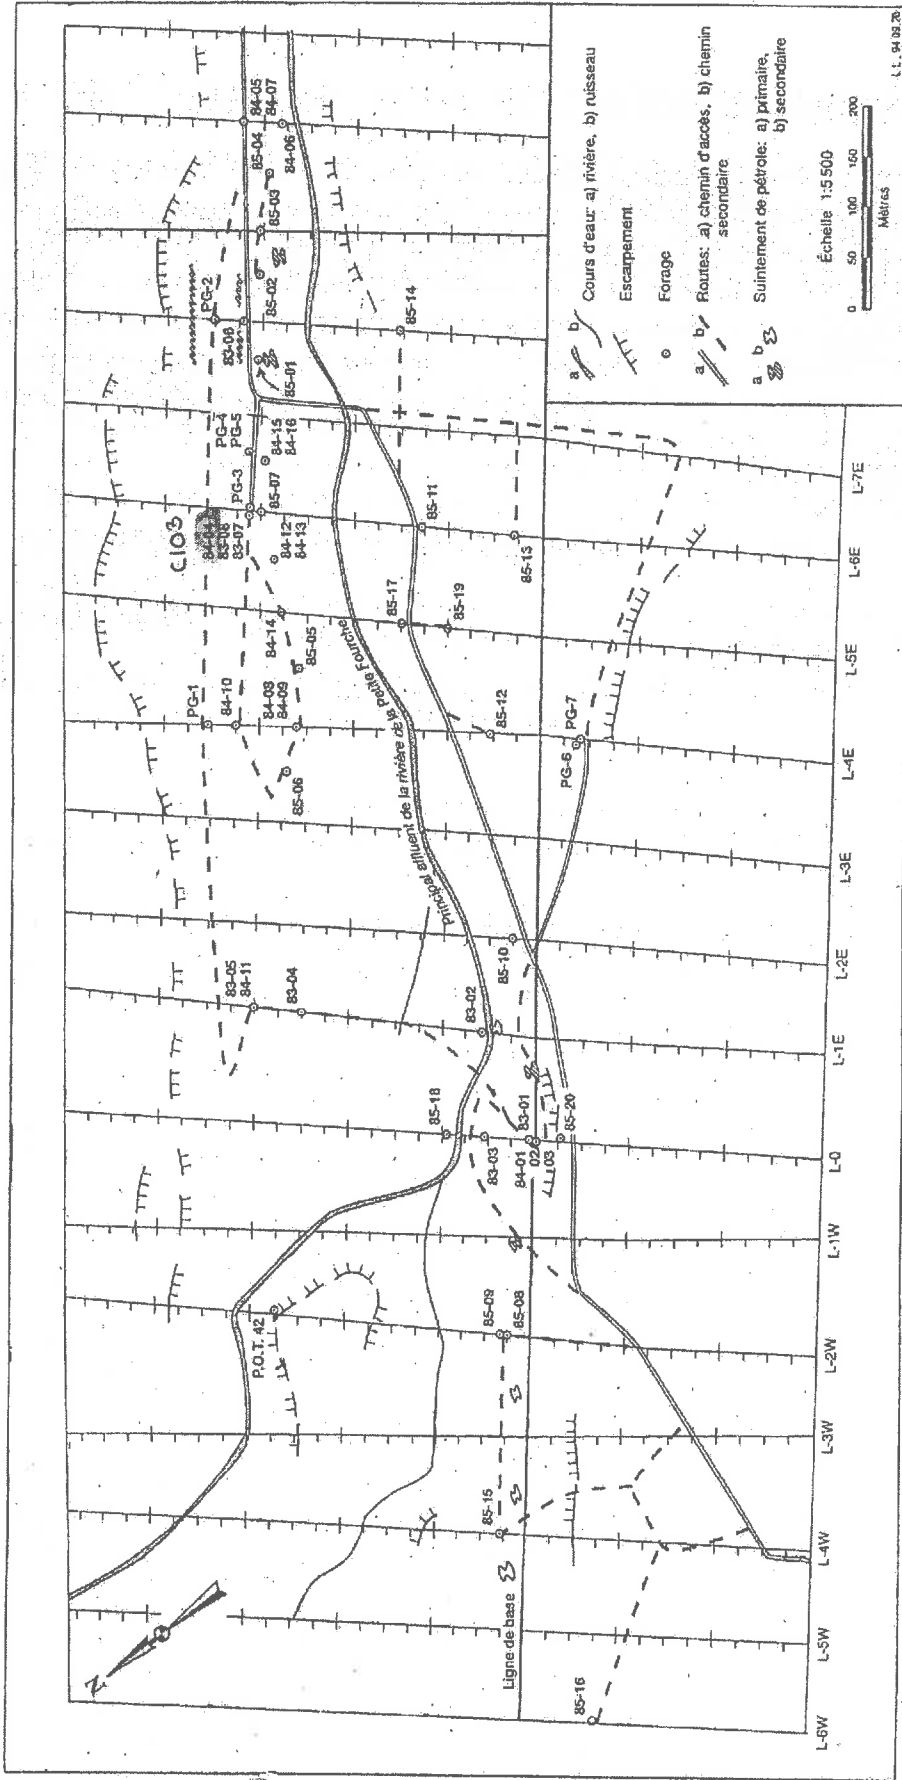 84-05
84-07
85-04
84-06
85-03
85-02
PG-2
83-06
85-01
85-14
PG-4
PG-5
84-15
84-16
PG-3
85-07
C103
83-07
84-12
84-13
85-11
85-13
84-14
85-05
85-17
85-19
PG-1
84-10
84-08
84-09
85-06
85-12
PG-6
PG-7
Principal affluent de la rivière de la Petite Fourche
83-05
84-11
83-04
83-02
85-10
85-18
83-03
83-01
84-01
02
03
85-20
P.O.T. 42
85-09
85-08
85-15
Ligne de base
85-16
N
L-6W
L-5W
L-4W
L-3W
L-2W
L-1W
L-0
L-1E
L-2E
L-3E
L-4E
L-5E
L-6E
L-7E
a b Cours d'eau: a) rivière, b) ruisseau
Escarpement
Forage
a b Routes: a) chemin d'accès, b) chemin
secondaire
a b Suintement de pétrole: a) primaire,
b) secondaire
Échelle 1:5 500
0 50 100 150 200
Mètres
L.L. 94.09.20